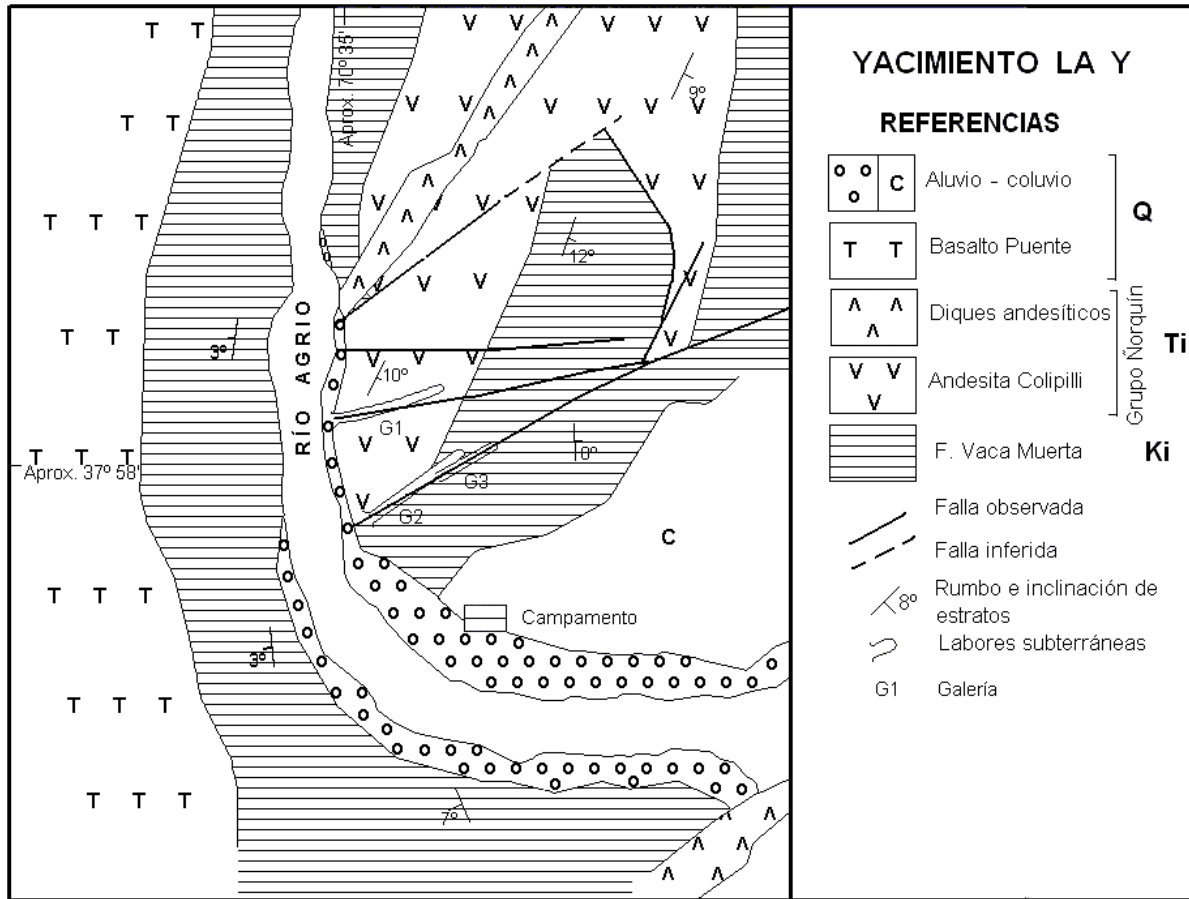 YACIMIENTO LA Y
REFERENCIAS
Aluvio - coluvio
C
Q
Basalto Puente
T T
Diques andesíticos
Grupo Ñorquín
Ti
Andesita Colipilli
V V
V
F. Vaca Muerta
Ki
Falla observada
Falla inferida
8º
Rumbo e inclinación de
estratos
Labores subterráneas
G1 Galería
Aprox. 70º 35'
9º
12º
3º
RÍO AGRIO
10º
G1
Aprox. 37º 58'
8º
G3
G2
C
Campamento
3º
7º